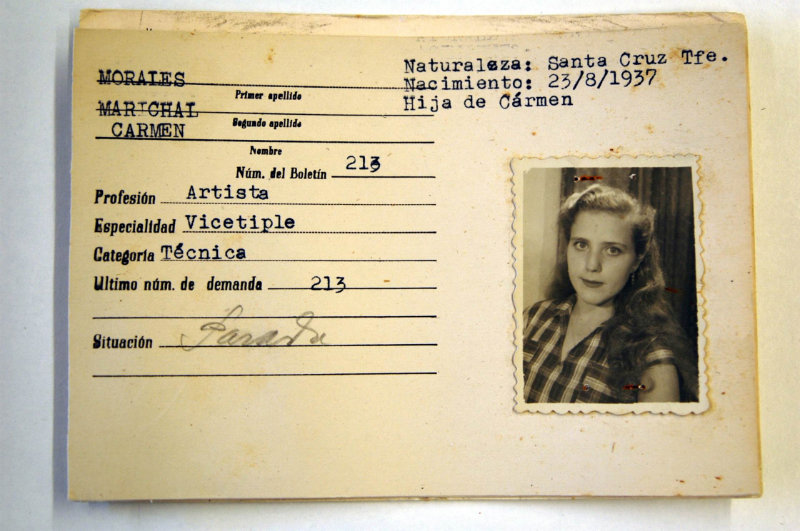 MORALES
Primer apellido
MARICHAL
Segundo apellido
CARMEN
Nombre
Naturaleza: Santa Cruz Tfe.
Nacimiento: 23/8/1937
Hija de Cármen
Núm. del Boletín 213
Profesión Artista
Especialidad Vicetiple
Categoría Técnica
Ultimo núm. de demanda 213
Situación Parada